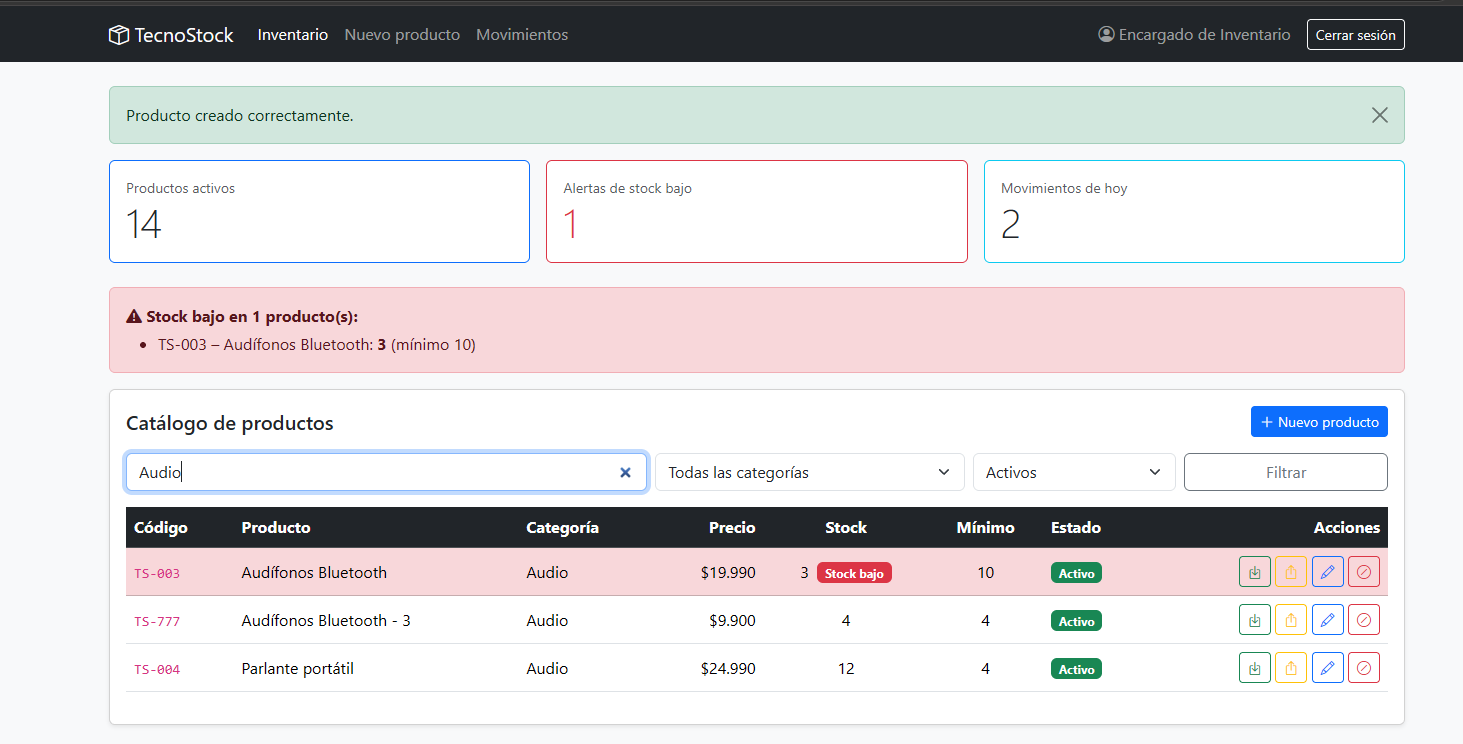 TecnoStock Inventario Nuevo producto Movimientos Encargado de Inventario Cerrar sesión
Producto creado correctamente.
Productos activos
14
Alertas de stock bajo
1
Movimientos de hoy
2
Stock bajo en 1 producto(s):
• TS-003 – Audífonos Bluetooth: 3 (mínimo 10)
Catálogo de productos
+ Nuevo producto
Audio Todas las categorías Activos Filtrar
Código Producto Categoría Precio Stock Mínimo Estado Acciones
TS-003 Audífonos Bluetooth Audio $19.990 3 Stock bajo 10 Activo
TS-777 Audífonos Bluetooth - 3 Audio $9.900 4 4 Activo
TS-004 Parlante portátil Audio $24.990 12 4 Activo